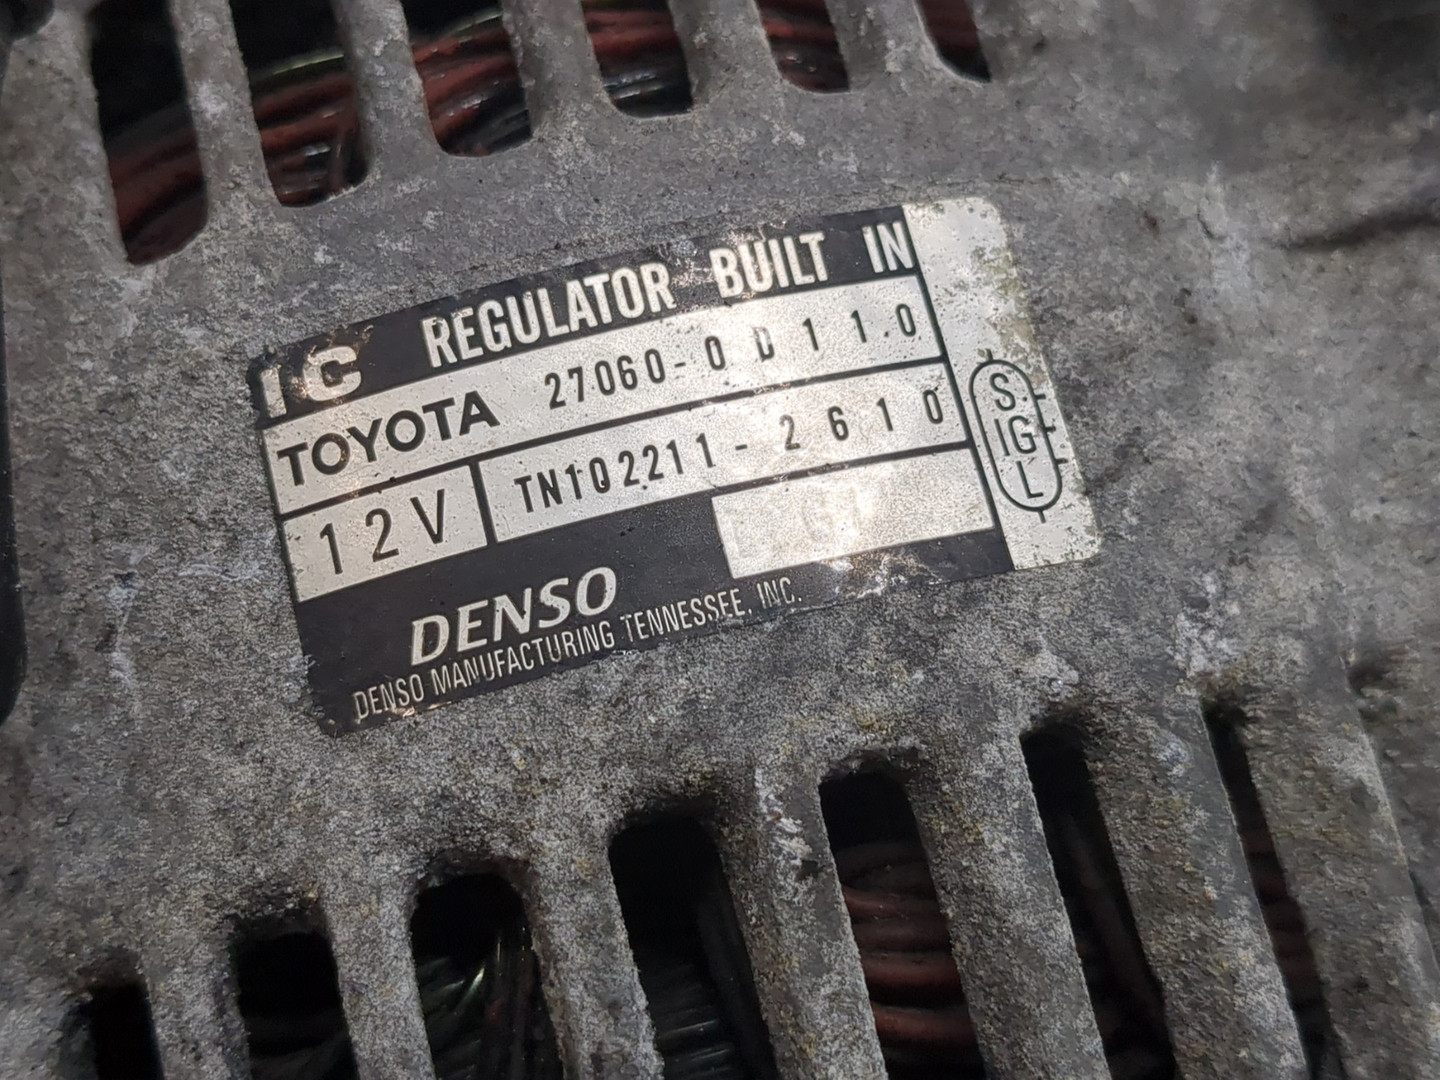 IC REGULATOR BUILT IN
TOYOTA 27060-0D110
12V TN102211-2610
DENSO
DENSO MANUFACTURING TENNESSEE, INC.
S
IG
L